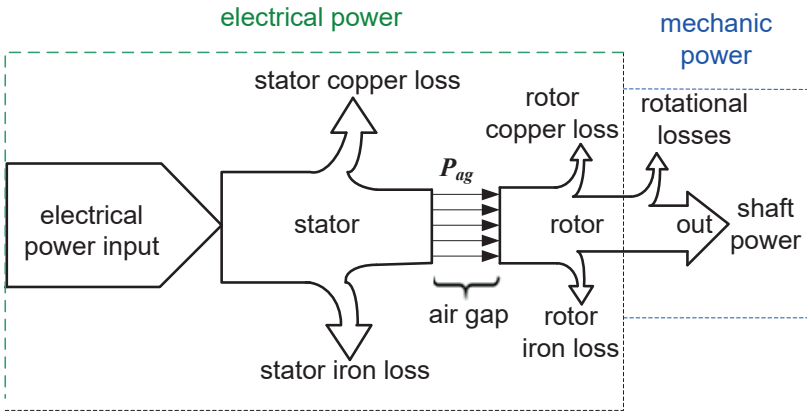 electrical power
mechanic
power
stator copper loss
rotor
copper loss
rotational
losses
P_ag
electrical
power input
stator
rotor
out
shaft
power
air gap
rotor
iron loss
stator iron loss